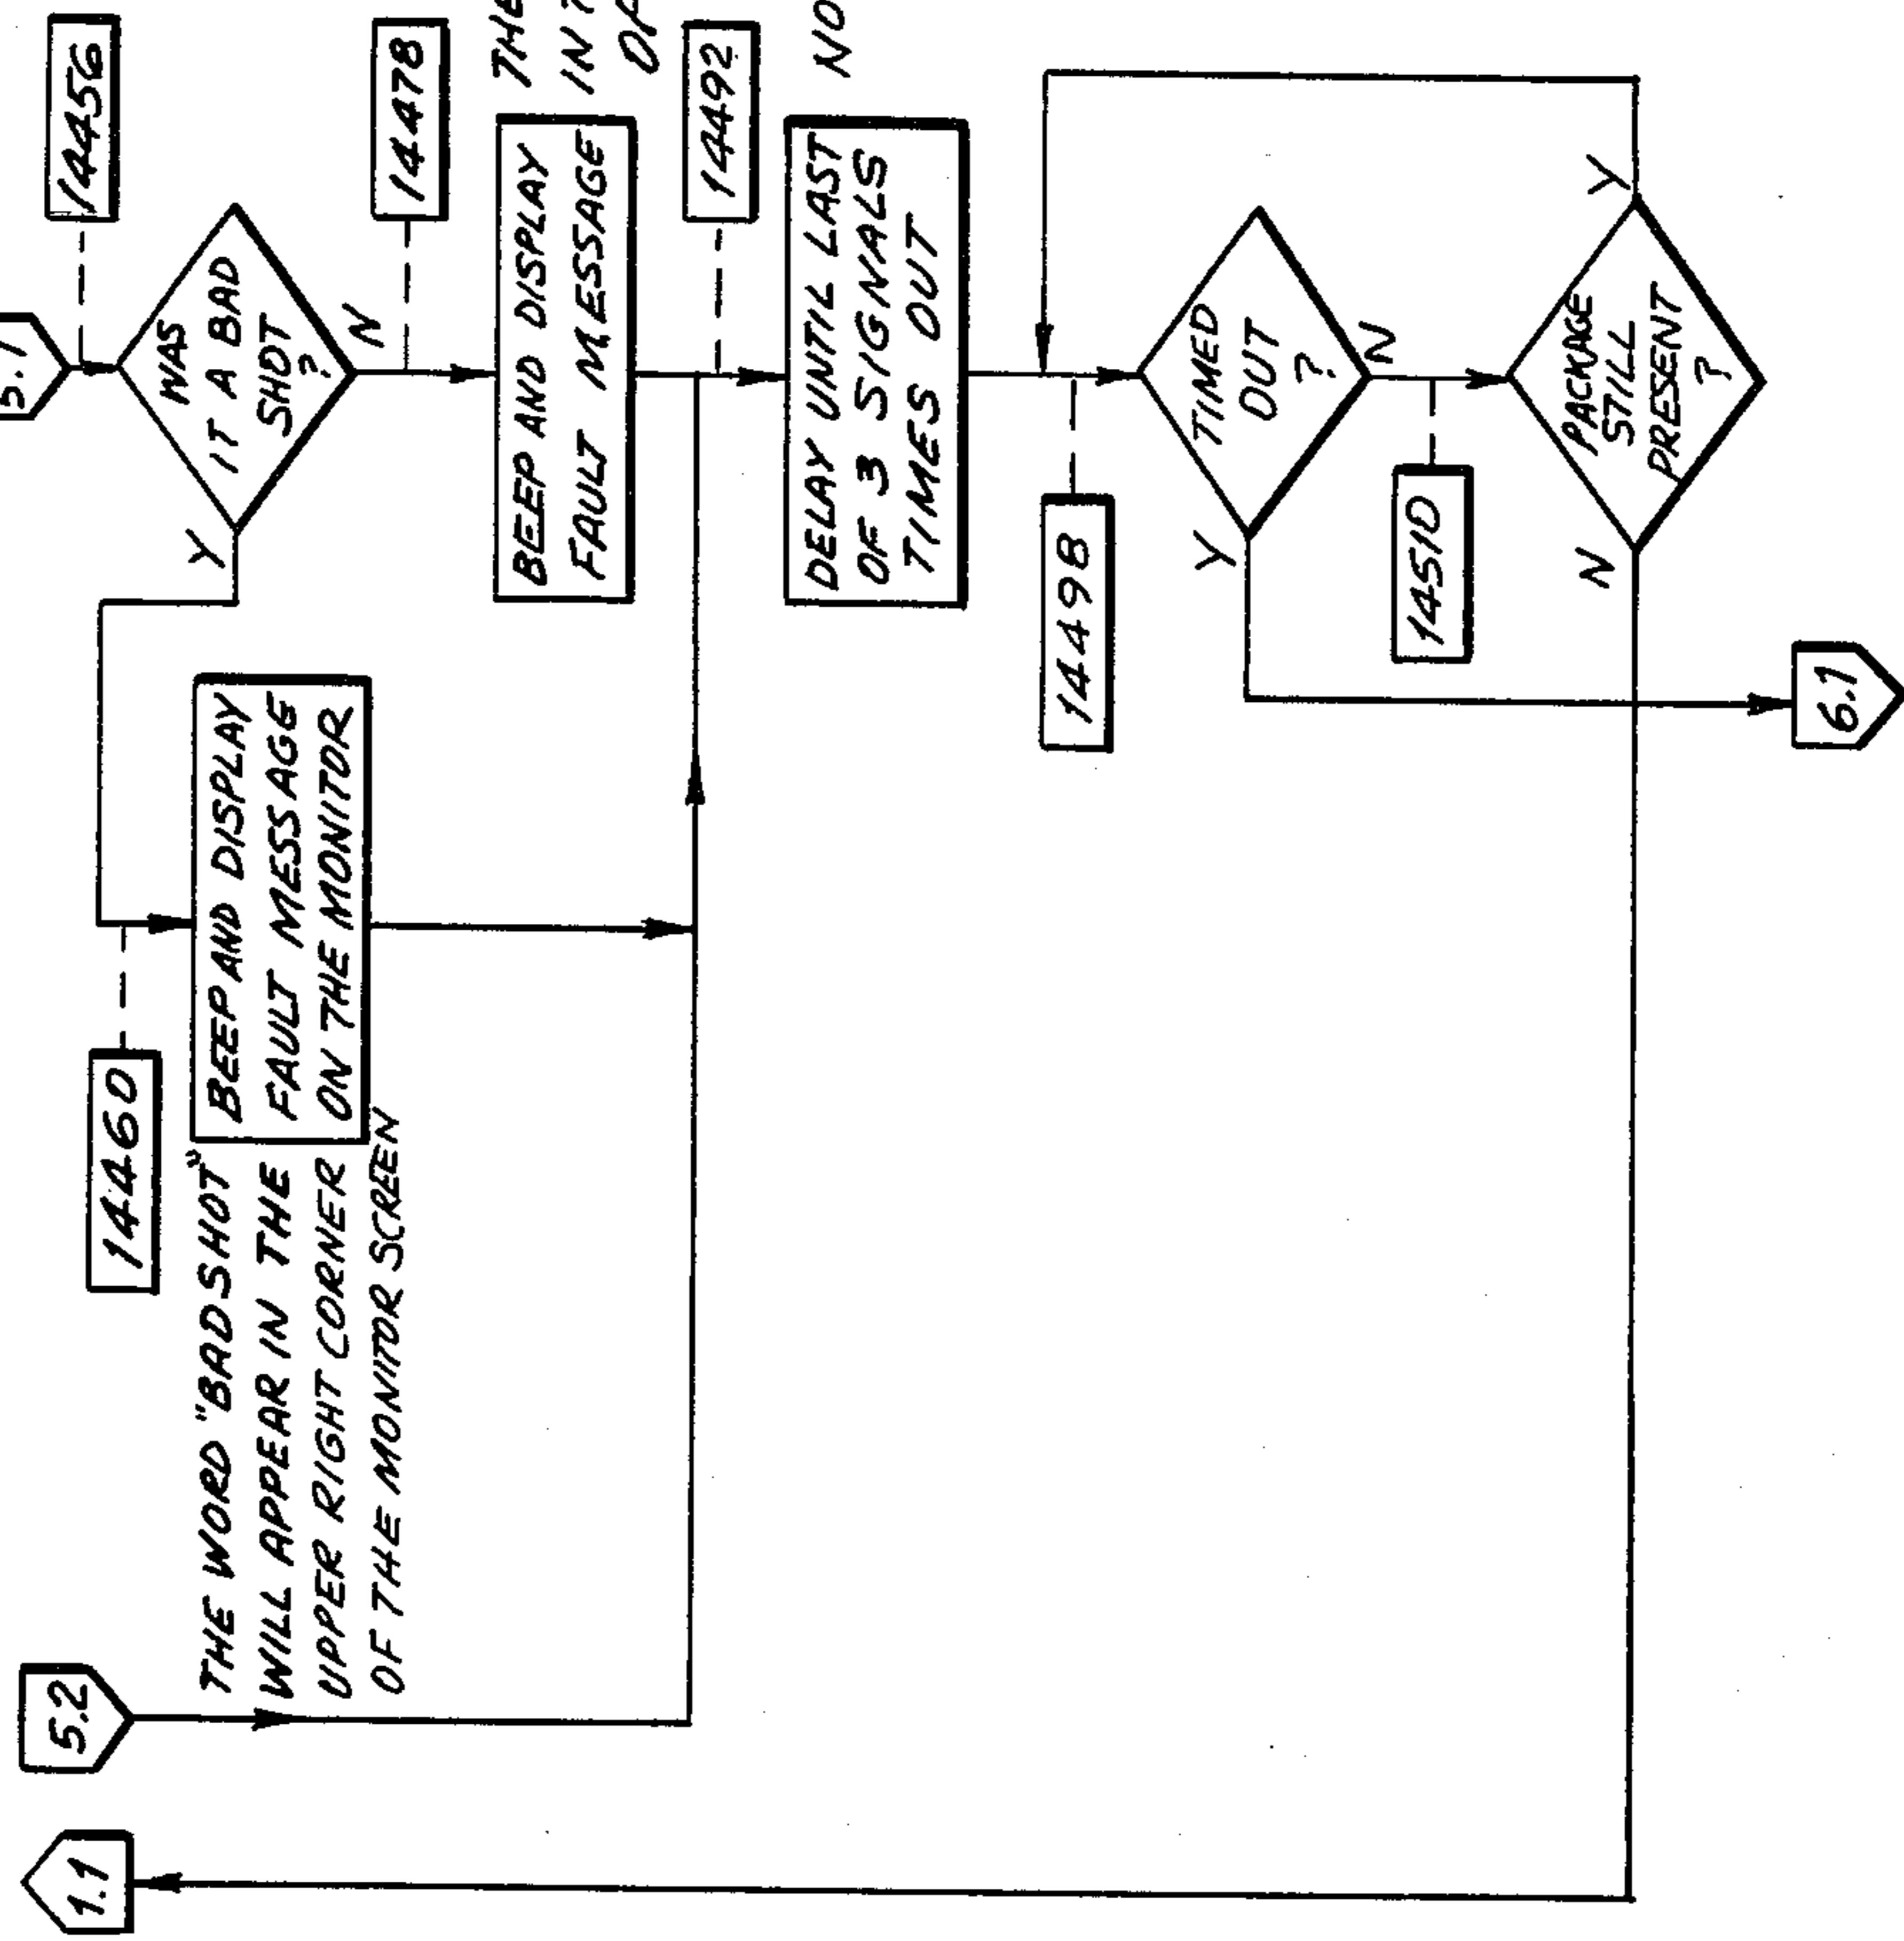 5.1
14456
WAS
IT A BAD
SHOT
?
Y
N
14460
BEEP AND DISPLAY
FAULT MESSAGE
ON THE MONITOR
THE WORD "BAD SHOT"
WILL APPEAR IN THE
UPPER RIGHT CORNER
OF THE MONITOR SCREEN
14478
BEEP AND DISPLAY
FAULT MESSAGE
THE
IN
5.2
14492
DELAY UNTIL LAST
OF 3 SIGNALS
TIMES OUT
NO
14498
TIMED
OUT
?
Y
N
14510
PACKAGE
STILL
PRESENT
?
N
Y
1.1
6.1